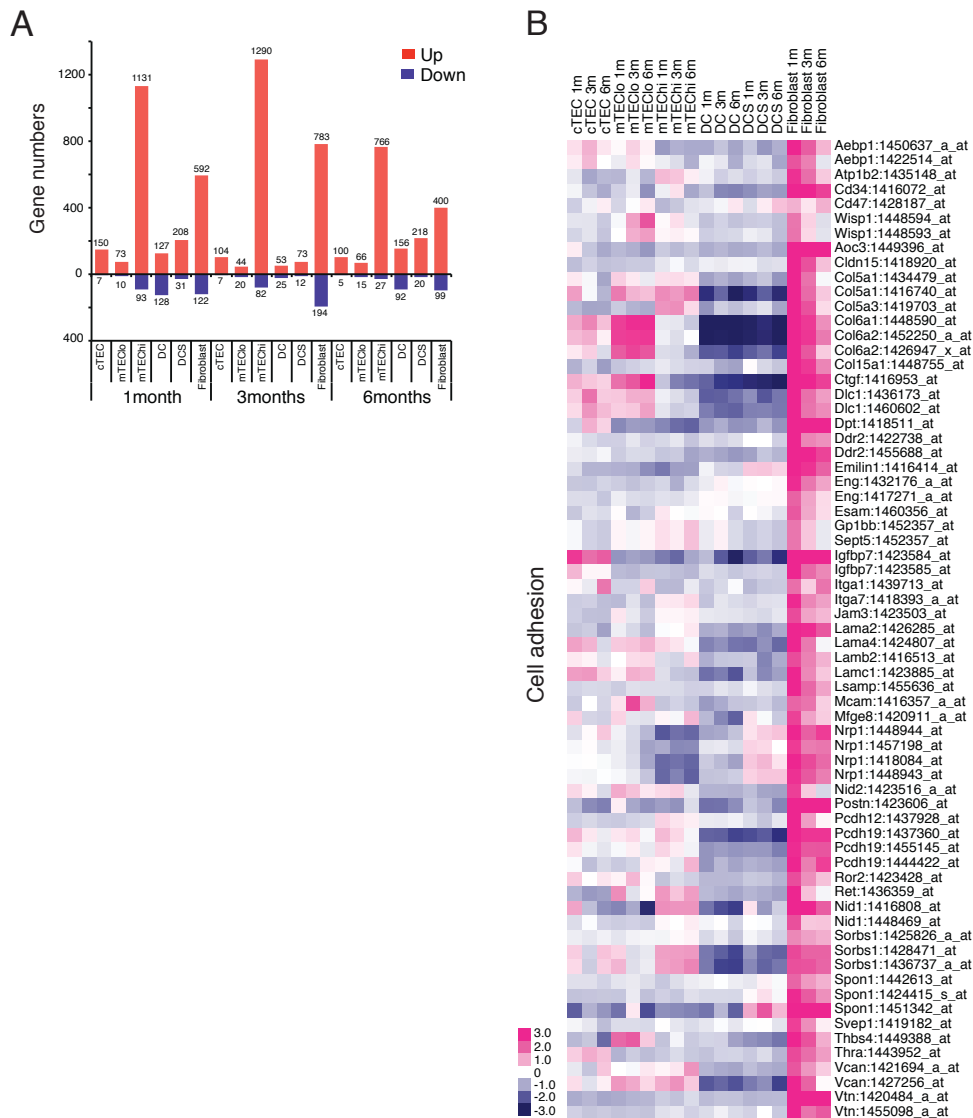 A
B
Up
Down
Gene numbers
1200
800
400
0
400
150
73
1131
127
208
592
104
44
1290
53
73
783
100
66
766
156
218
400
7
10
93
128
31
122
7
20
82
25
12
194
5
15
27
92
20
99
cTEC
mTEClo
mTEChi
DC
DCS
Fibroblast
cTEC
mTEClo
mTEChi
DC
DCS
Fibroblast
cTEC
mTEClo
mTEChi
DC
DCS
Fibroblast
1month
3months
6months
cTEC 1m
cTEC 3m
cTEC 6m
mTEClo 1m
mTEClo 3m
mTEClo 6m
mTEChi 1m
mTEChi 3m
mTEChi 6m
DC 1m
DC 3m
DC 6m
DCS 1m
DCS 3m
DCS 6m
Fibroblast 1m
Fibroblast 3m
Fibroblast 6m
Cell adhesion
Aebp1:1450637_a_at
Aebp1:1422514_at
Atp1b2:1435148_at
Cd34:1416072_at
Cd47:1428187_at
Wisp1:1448594_at
Wisp1:1448593_at
Aoc3:1449396_at
Cldn15:1418920_at
Col5a1:1434479_at
Col5a1:1416740_at
Col5a3:1419703_at
Col6a1:1448590_at
Col6a2:1452250_a_at
Col6a2:1426947_x_at
Col15a1:1448755_at
Ctgf:1416953_at
Dlc1:1436173_at
Dlc1:1460602_at
Dpt:1418511_at
Ddr2:1422738_at
Ddr2:1455688_at
Emilin1:1416414_at
Eng:1432176_a_at
Eng:1417271_a_at
Esam:1460356_at
Gp1bb:1452357_at
Sept5:1452357_at
Igfbp7:1423584_at
Igfbp7:1423585_at
Itga1:1439713_at
Itga7:1418393_a_at
Jam3:1423503_at
Lama2:1426285_at
Lama4:1424807_at
Lamb2:1416513_at
Lamc1:1423885_at
Lsamp:1455636_at
Mcam:1416357_a_at
Mfge8:1420911_a_at
Nrp1:1448944_at
Nrp1:1457198_at
Nrp1:1418084_at
Nrp1:1448943_at
Nid2:1423516_a_at
Postn:1423606_at
Pcdh12:1437928_at
Pcdh19:1437360_at
Pcdh19:1455145_at
Pcdh19:1444422_at
Ror2:1423428_at
Ret:1436359_at
Nid1:1416808_at
Nid1:1448469_at
Sorbs1:1425826_a_at
Sorbs1:1428471_at
Sorbs1:1436737_a_at
Spon1:1442613_at
Spon1:1424415_s_at
Spon1:1451342_at
Svep1:1419182_at
Thbs4:1449388_at
Thra:1443952_at
Vcan:1421694_a_at
Vcan:1427256_at
Vtn:1420484_a_at
Vtn:1455098_a_at
3.0
2.0
1.0
0
-1.0
-2.0
-3.0